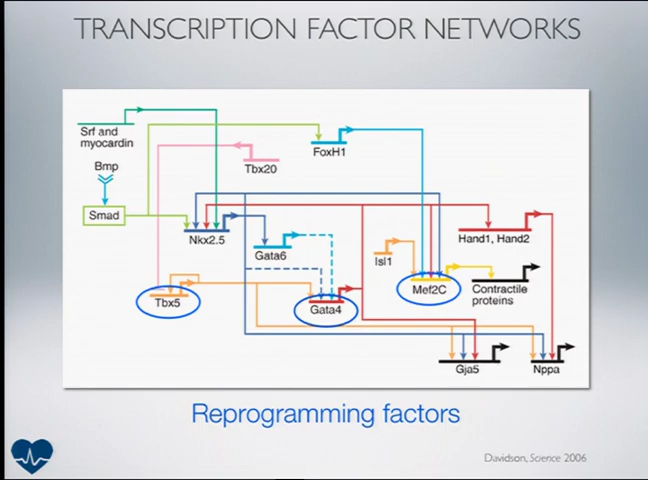 TRANSCRIPTION FACTOR NETWORKS
Srf and
myocardin
FoxH1
Bmp
Tbx20
Smad
Nkx2.5
Hand1, Hand2
Gata6
Isl1
Mef2C
Contractile
proteins
Tbx5
Gata4
Gja5
Nppa
Reprogramming factors
Davidson, Science 2006